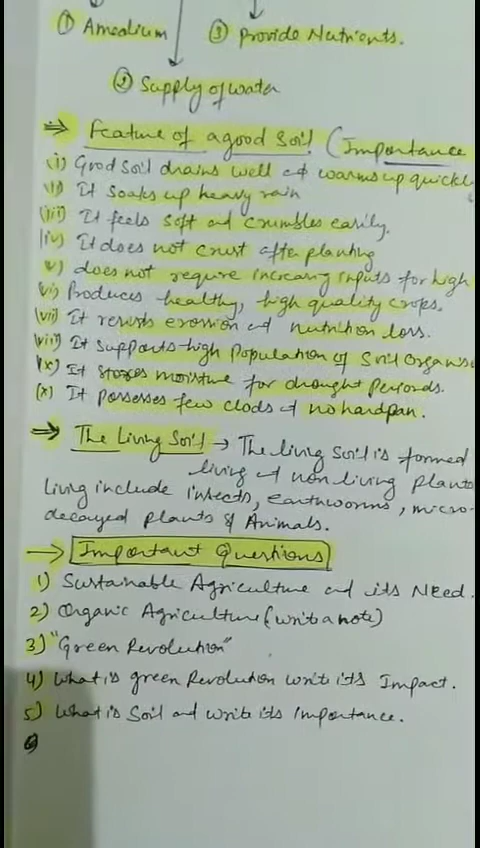 ① Amedium ③ Provide Nutrients.
② Supply of water
⇒ Feature of a good Soil (Importance
(i) Good Soil drains well & warms up quickly
(ii) It Soaks up heavy rain
(iii) It feels Soft and crumbles easily.
(iv) It does not crust after planting
v) does not require increasing inputs for high
(vi) Produces healthy, high quality crops.
(vii) It resists erossion & nutrition loss.
(viii) It supports high Population of Soil Organis
(x) It stores moisture for drought periods.
(x) It possesses few clods & no hardpan.
⇒ The Living Soil → The living Soil is formed
living & non living plants
living include insects, earthworms, micro-
decayed plants & Animals.
→ Important Questions
1) Sustainable Agriculture and its Need.
2) Organic Agriculture (write a note)
3) "Green Revolution"
4) What is green Revolution write its Impact.
5) What is Soil and write its importance.
6)